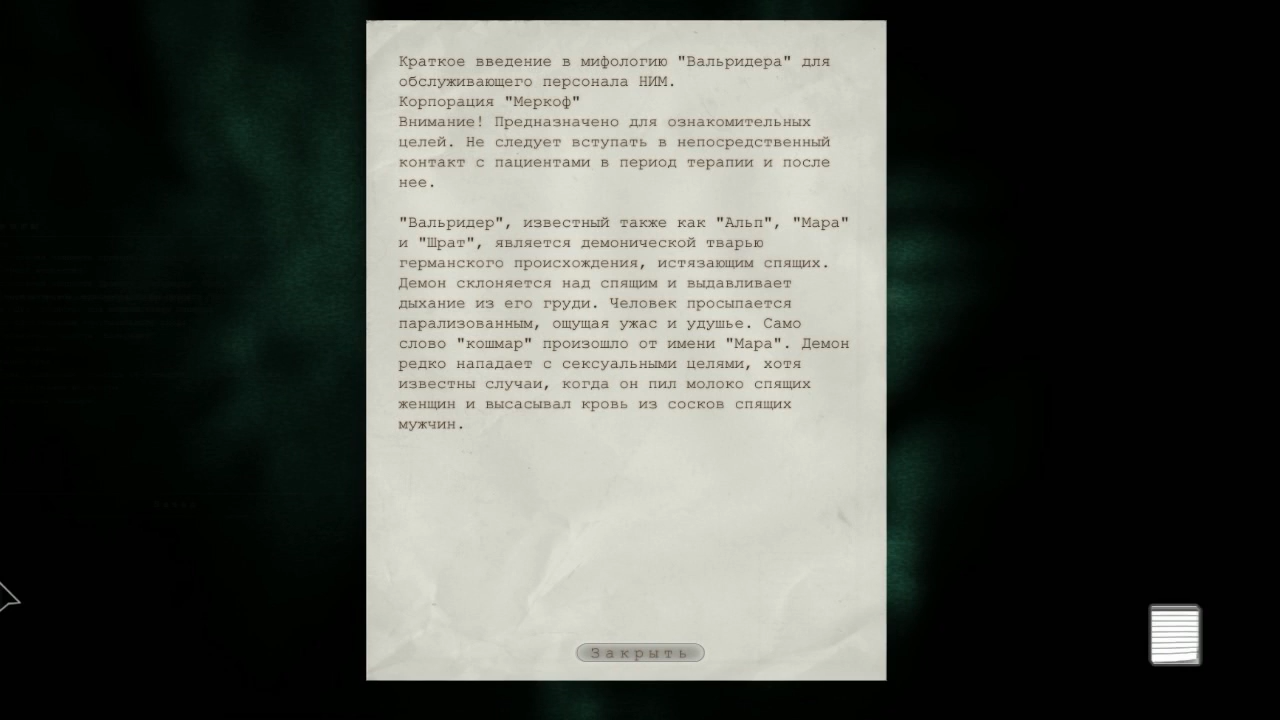 Краткое введение в мифологию "Вальридера" для
обслуживающего персонала НИМ.
Корпорация "Меркоф"
Внимание! Предназначено для ознакомительных
целей. Не следует вступать в непосредственный
контакт с пациентами в период терапии и после
нее.

"Вальридер", известный также как "Альп", "Мара"
и "Шрат", является демонической тварью
германского происхождения, истязающим спящих.
Демон склоняется над спящим и выдавливает
дыхание из его груди. Человек просыпается
парализованным, ощущая ужас и удушье. Само
слово "кошмар" произошло от имени "Мара". Демон
редко нападает с сексуальными целями, хотя
известны случаи, когда он пил молоко спящих
женщин и высасывал кровь из сосков спящих
мужчин.
Закрыть